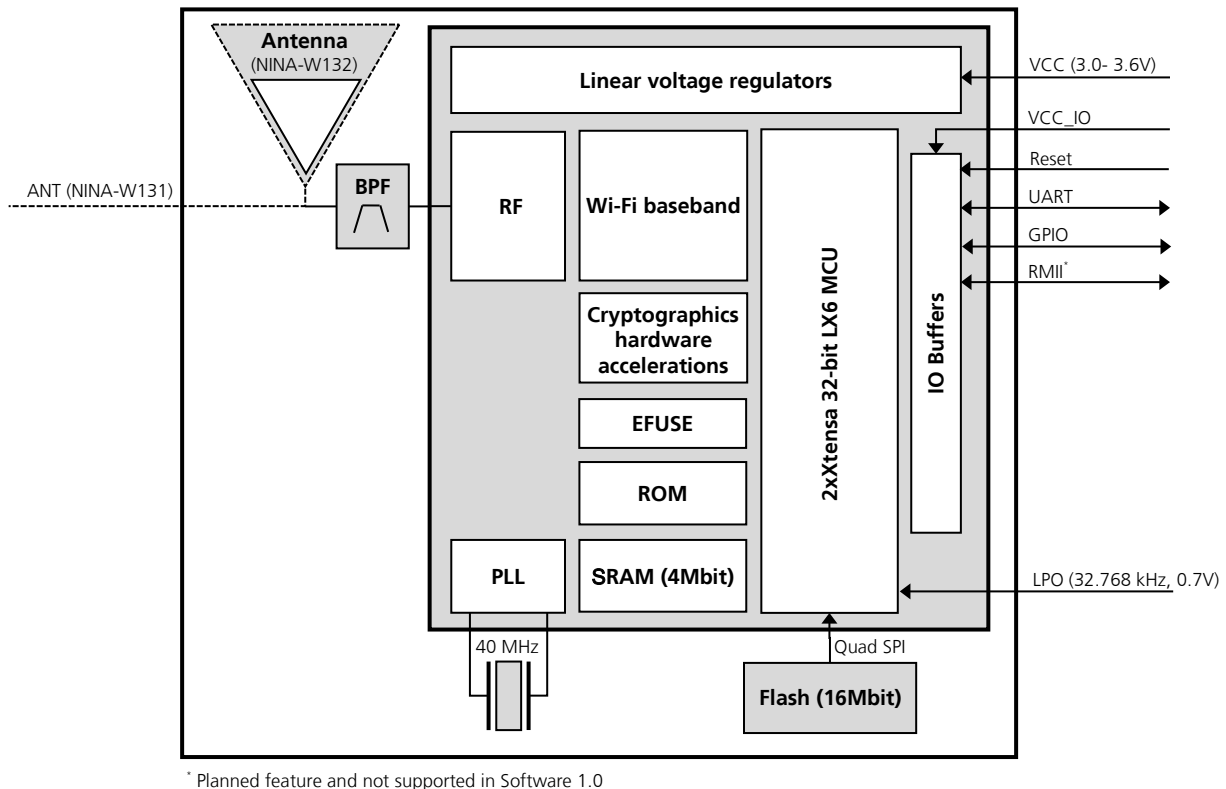 Antenna
(NINA-W132)
Linear voltage regulators
VCC (3.0- 3.6V)
VCC_IO
Reset
ANT (NINA-W131)
BPF
RF
Wi-Fi baseband
UART
GPIO
RMII*
2xXtensa 32-bit LX6 MCU
IO Buffers
Cryptographics
hardware
accelerations
EFUSE
ROM
PLL
SRAM (4Mbit)
LPO (32.768 kHz, 0.7V)
40 MHz
Quad SPI
Flash (16Mbit)
* Planned feature and not supported in Software 1.0